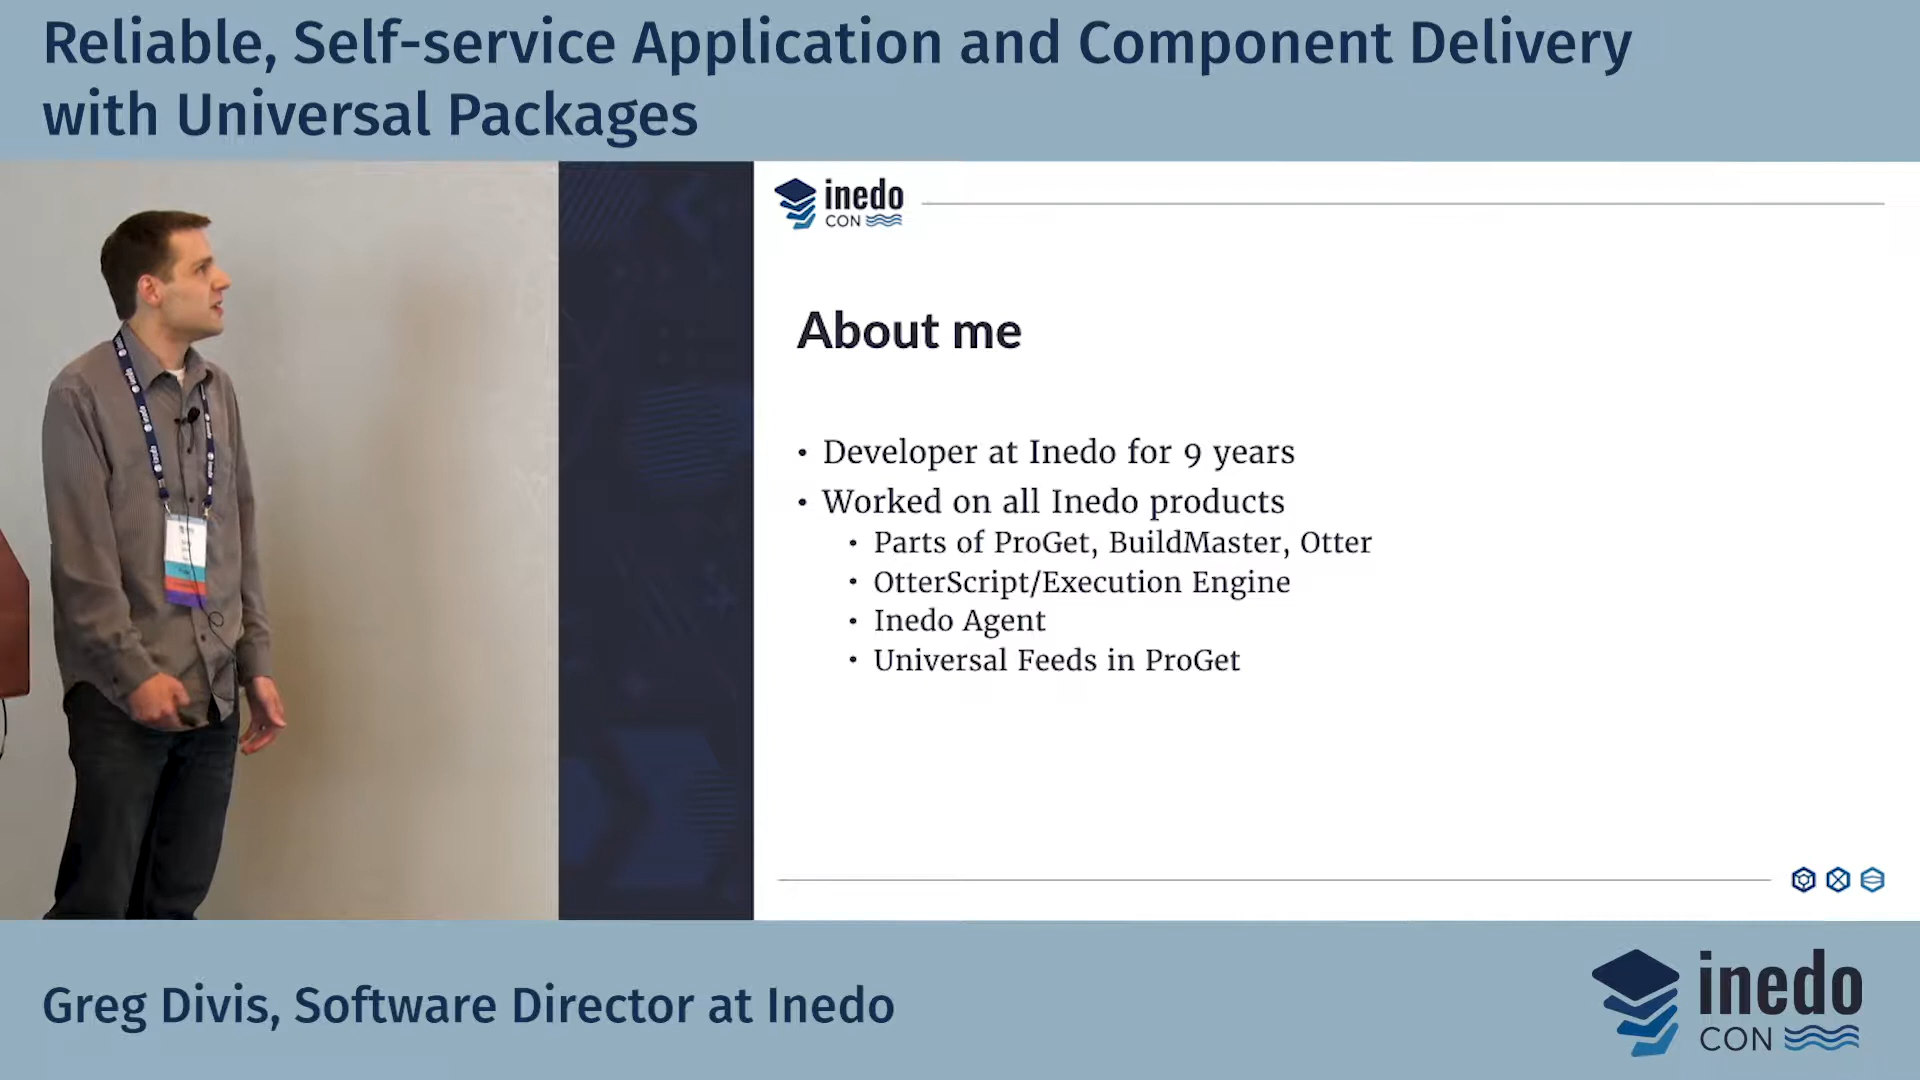 Reliable, Self-service Application and Component Delivery
with Universal Packages
inedo
CON
About me
• Developer at Inedo for 9 years
• Worked on all Inedo products
• Parts of ProGet, BuildMaster, Otter
• OtterScript/Execution Engine
• Inedo Agent
• Universal Feeds in ProGet
Greg Divis, Software Director at Inedo
inedo
CON